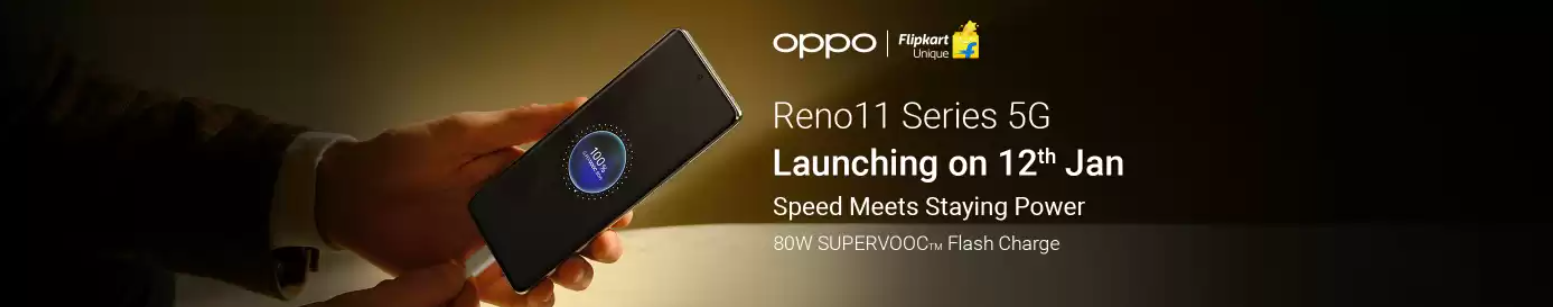 oppo
Flipkart
Unique
Reno11 Series 5G
Launching on 12th Jan
Speed Meets Staying Power
80W SUPERVOOC™ Flash Charge
100%